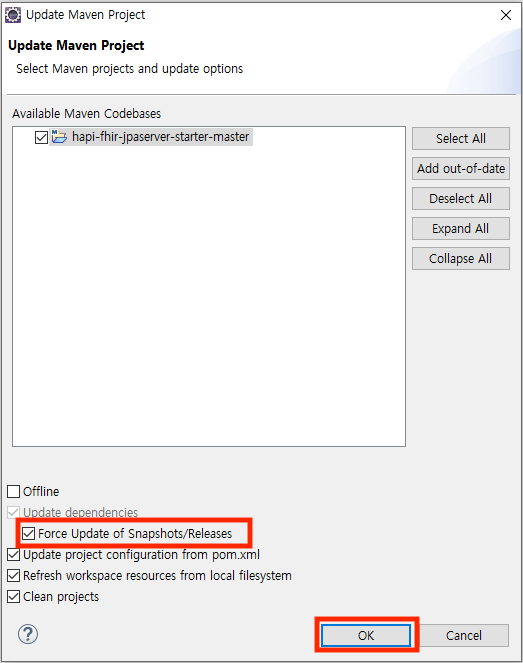 Update Maven Project
Update Maven Project
Select Maven projects and update options
Available Maven Codebases
hapi-fhir-jpaserver-starter-master
Select All
Add out-of-date
Deselect All
Expand All
Collapse All
Offline
Update dependencies
Force Update of Snapshots/Releases
Update project configuration from pom.xml
Refresh workspace resources from local filesystem
Clean projects
?
OK
Cancel